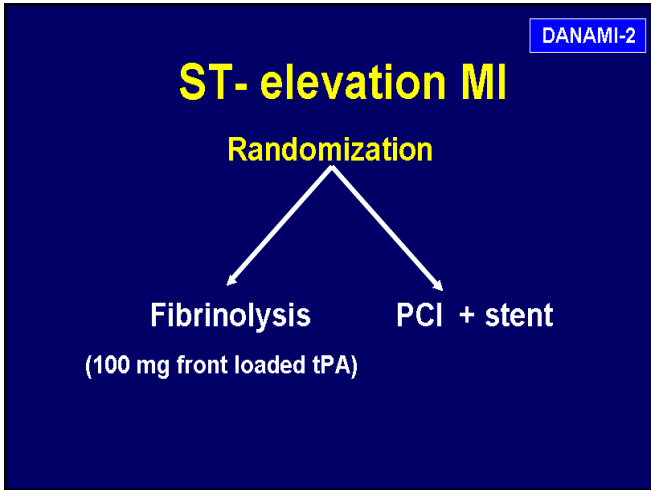 DANAMI-2
ST- elevation MI
Randomization
Fibrinolysis
PCI + stent
(100 mg front loaded tPA)